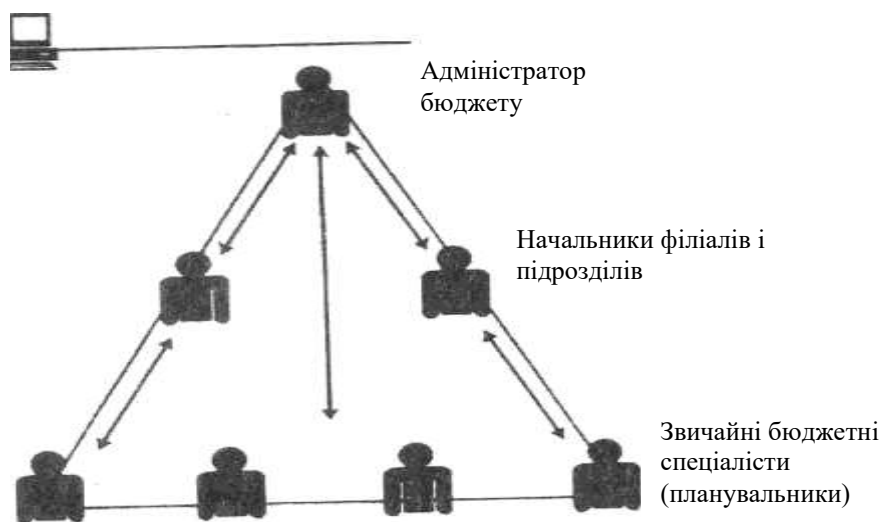 Адміністратор
бюджету
Начальники філіалів і
підрозділів
Звичайні бюджетні
спеціалісти
(планувальники)